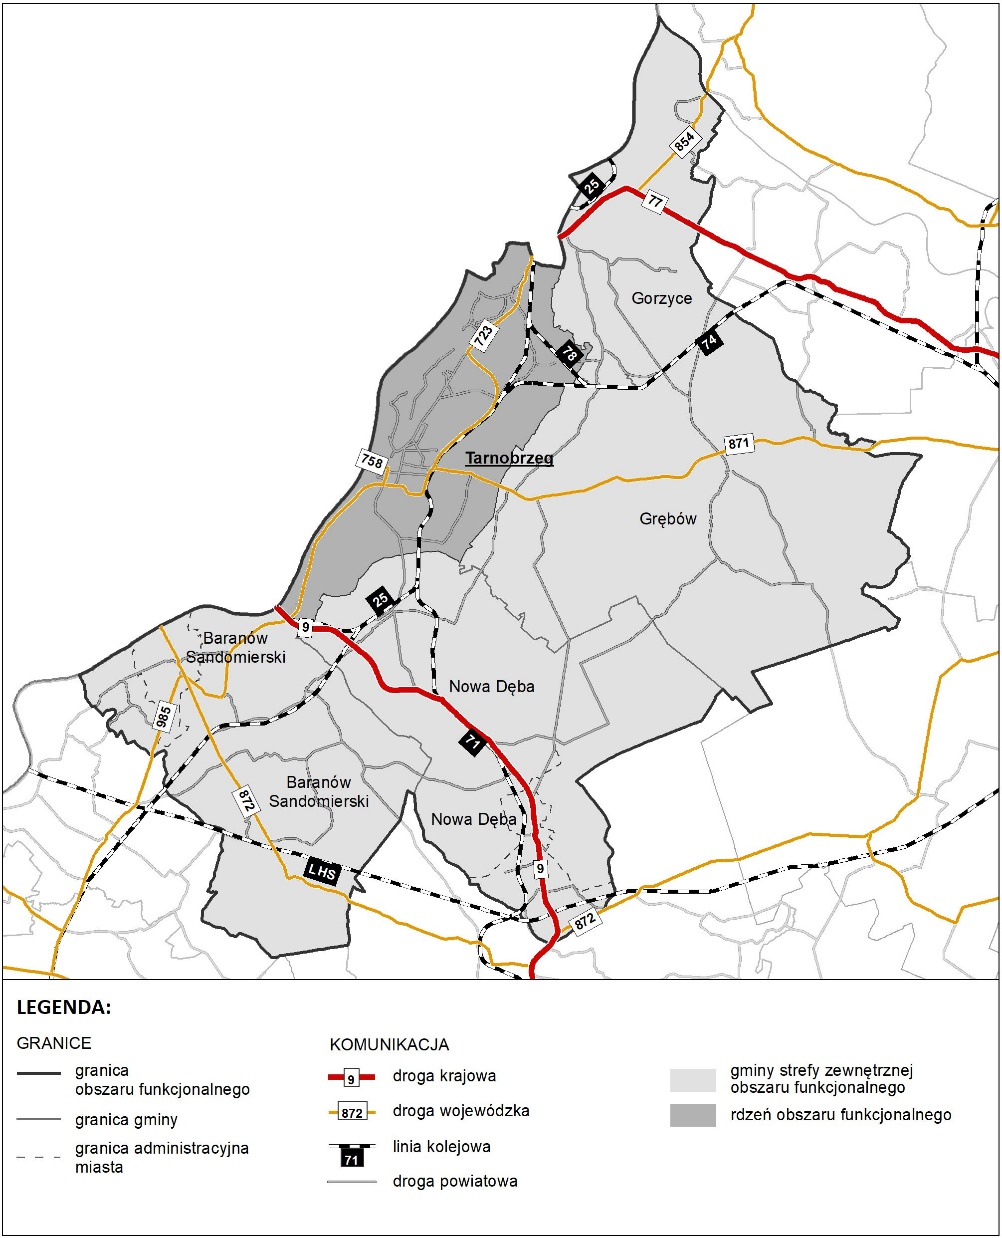 854
25
77
Gorzyce
723
78
74
871
758
Tarnobrzeg
Grębów
25
9
Baranów
Sandomierski
Nowa Dęba
985
71
Baranów
Sandomierski
872
Nowa Dęba
LHS
9
872
LEGENDA:
GRANICE
granica
obszaru funkcjonalnego
granica gminy
granica administracyjna
miasta
KOMUNIKACJA
9 droga krajowa
872 droga wojewódzka
linia kolejowa
71
droga powiatowa
gminy strefy zewnętrznej
obszaru funkcjonalnego
rdzeń obszaru funkcjonalnego